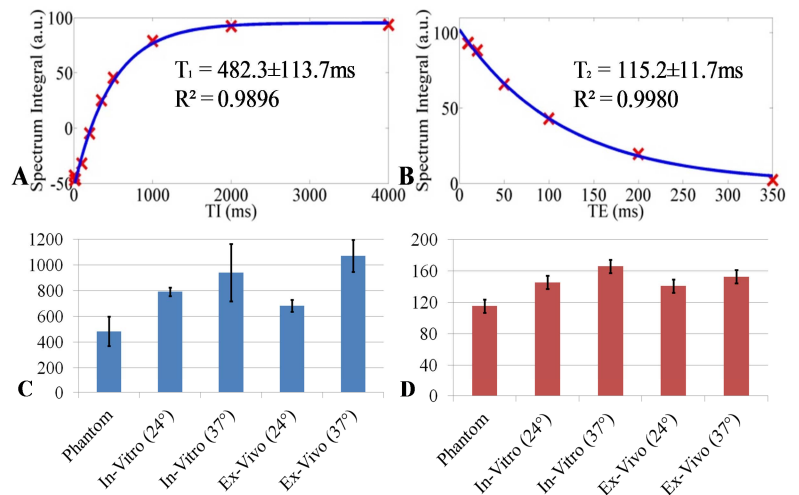 Spectrum Integral (a.u.)
100
50
0
-50
0
1000
2000
3000
4000
TI (ms)
T₁ = 482.3±113.7ms
R² = 0.9896
A
Spectrum Integral (a.u.)
100
50
0
0
50
100
150
200
250
300
350
TE (ms)
T₂ = 115.2±11.7ms
R² = 0.9980
B
1200
1000
800
600
400
200
0
C
Phantom
In-Vitro (24°)
In-Vitro (37°)
Ex-Vivo (24°)
Ex-Vivo (37°)
200
160
120
80
40
0
D
Phantom
In-Vitro (24°)
In-Vitro (37°)
Ex-Vivo (24°)
Ex-Vivo (37°)